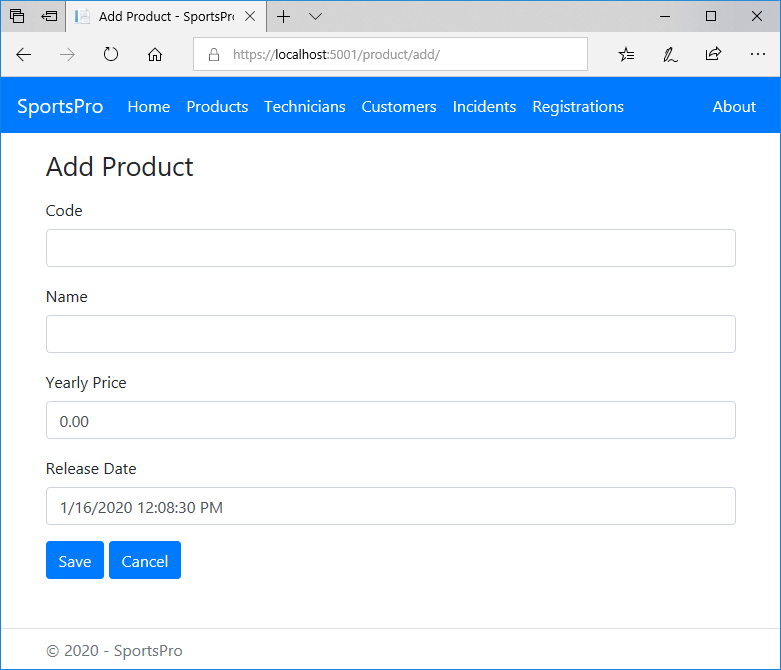 Add Product - SportsPr
https://localhost:5001/product/add/
SportsPro Home Products Technicians Customers Incidents Registrations About
Add Product
Code
Name
Yearly Price
0.00
Release Date
1/16/2020 12:08:30 PM
Save Cancel
© 2020 - SportsPro